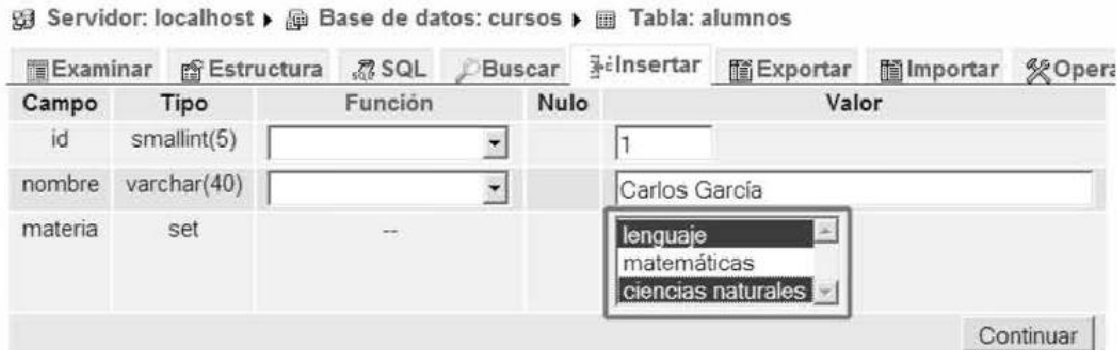 Servidor: localhost Base de datos: cursos Tabla: alumnos
Examinar Estructura SQL Buscar Insertar Exportar Importar Opera
Campo Tipo Función Nulo Valor
id smallint(5) 1
nombre varchar(40) Carlos García
materia set -- lenguaje
matemáticas
ciencias naturales
Continuar